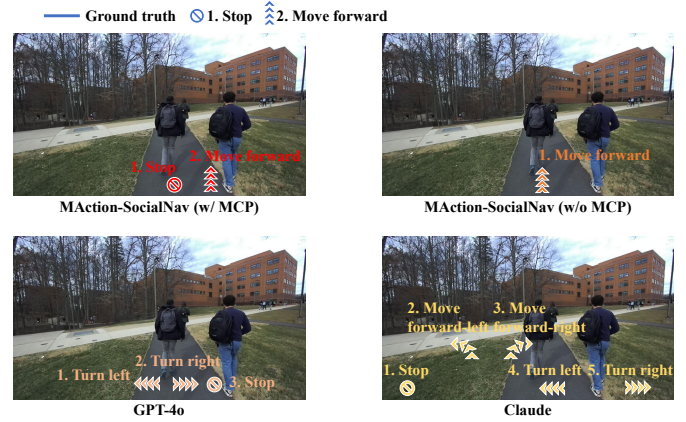 Ground truth 1. Stop 2. Move forward
1. Stop
2. Move forward
MAction-SocialNav (w/ MCP)
1. Move forward
MAction-SocialNav (w/o MCP)
1. Turn left
2. Turn right
3. Stop
GPT-4o
1. Stop
2. Move
forward-left
3. Move
forward-right
4. Turn left
5. Turn right
Claude